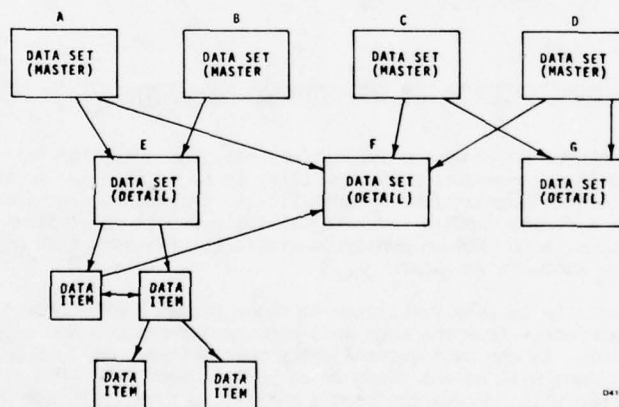 A B C D
DATA SET DATA SET DATA SET DATA SET
(MASTER) (MASTER (MASTER) (MASTER)
E F G
DATA SET DATA SET DATA SET
(DETAIL) (DETAIL) (DETAIL)
DATA DATA
ITEM ITEM
DATA DATA
ITEM ITEM
D41